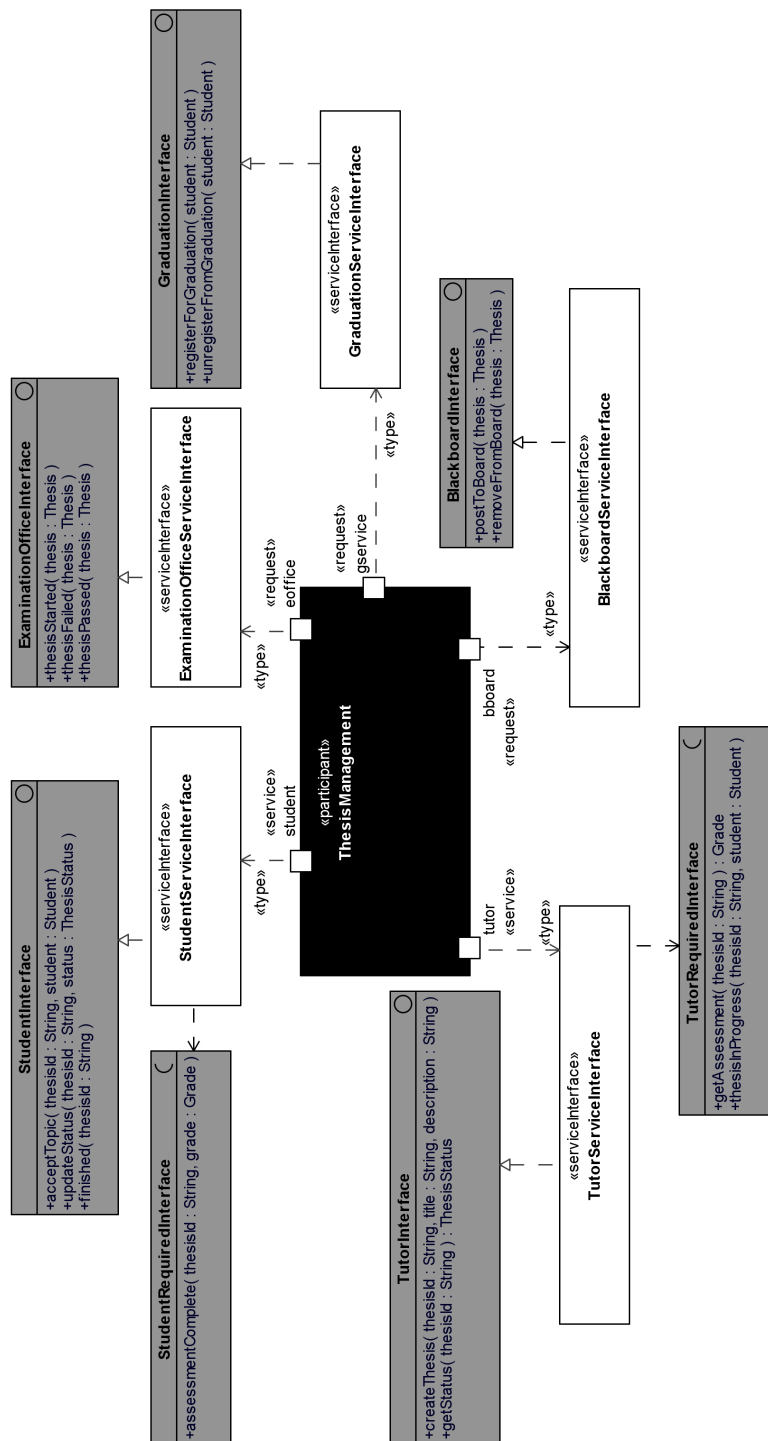 StudentRequiredInterface
+assessmentComplete( thesisId : String, grade : Grade )
StudentInterface
+acceptTopic( thesisId : String, student : Student )
+updateStatus( thesisId : String, status : ThesisStatus )
+finished( thesisId : String )
«serviceInterface»
StudentServiceInterface
«type»
«service»
student
ExaminationOfficeInterface
+thesisStarted( thesis : Thesis )
+thesisFailed( thesis : Thesis )
+thesisPassed( thesis : Thesis )
«serviceInterface»
ExaminationOfficeServiceInterface
«type»
«request»
eoffice
GraduationInterface
+registerForGraduation( student : Student )
+unregisterFromGraduation( student : Student )
«serviceInterface»
GraduationServiceInterface
«request»
gservice
«type»
«participant»
ThesisManagement
TutorInterface
+createThesis( thesisId : String, title : String, description : String )
+getStatus( thesisId : String ) : ThesisStatus
tutor
«service»
«type»
«serviceInterface»
TutorServiceInterface
TutorRequiredInterface
+getAssessment( thesisId : String ) : Grade
+thesisInProgress( thesisId : String, student : Student )
bboard
«request»
«type»
BlackboardInterface
+postToBoard( thesis : Thesis )
+removeFromBoard( thesis : Thesis )
«serviceInterface»
BlackboardServiceInterface